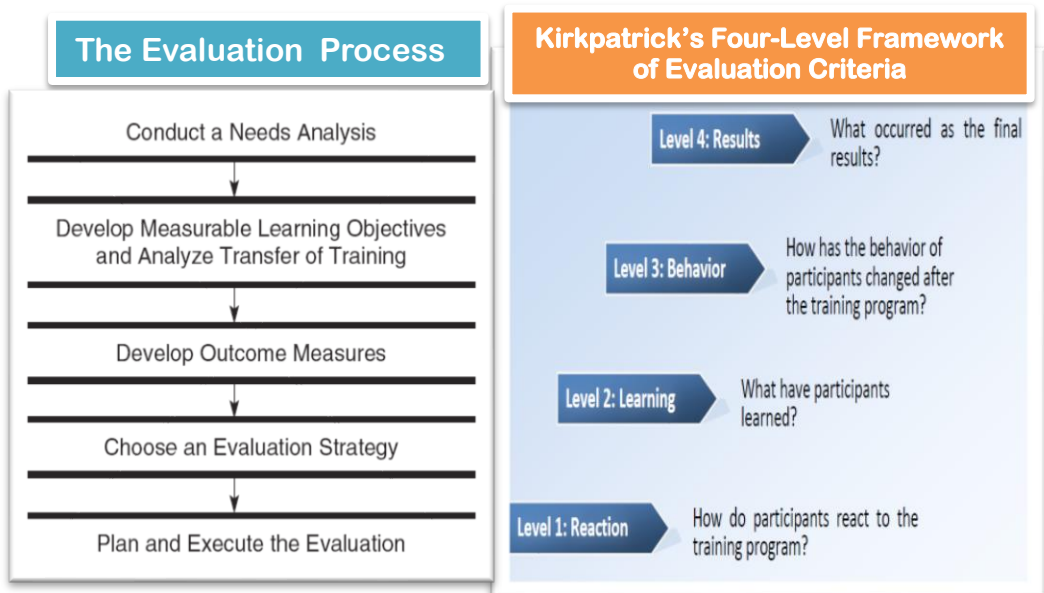 The Evaluation Process
Conduct a Needs Analysis
Develop Measurable Learning Objectives
and Analyze Transfer of Training
Develop Outcome Measures
Choose an Evaluation Strategy
Plan and Execute the Evaluation
Kirkpatrick's Four-Level Framework
of Evaluation Criteria
Level 4: Results
What occurred as the final
results?
Level 3: Behavior
How has the behavior of
participants changed after
the training program?
Level 2: Learning
What have participants
learned?
Level 1: Reaction
How do participants react to the
training program?